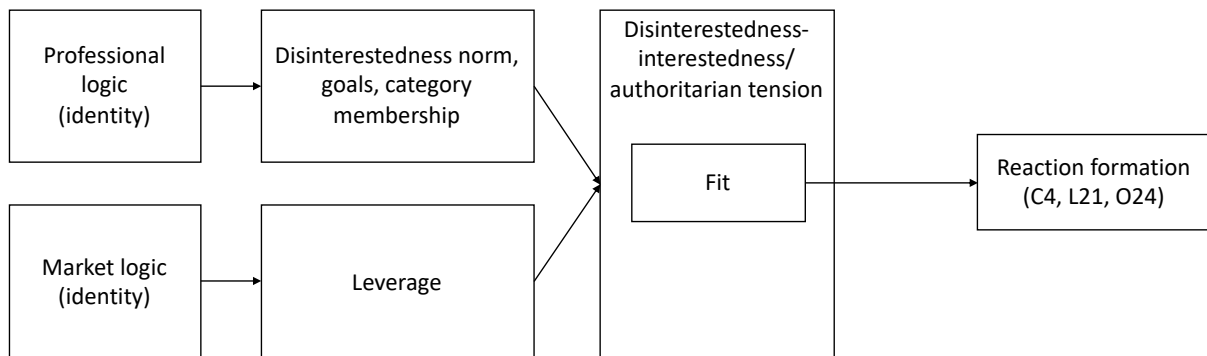 Professional
logic
(identity)
Disinterestedness norm,
goals, category
membership
Disinterestedness-
interestedness/
authoritarian tension
Fit
Reaction formation
(C4, L21, O24)
Market logic
(identity)
Leverage